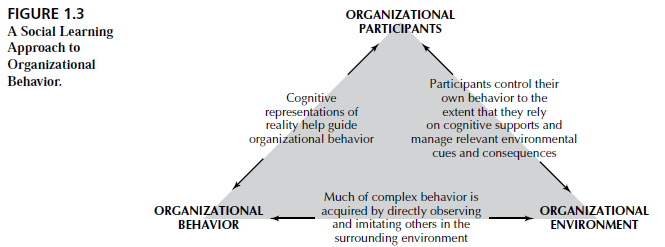 FIGURE 1.3
A Social Learning
Approach to
Organizational
Behavior.
ORGANIZATIONAL
PARTICIPANTS
Cognitive
representations of
reality help guide
organizational behavior
Participants control their
own behavior to the
extent that they rely
on cognitive supports and
manage relevant environmental
cues and consequences
ORGANIZATIONAL
BEHAVIOR
Much of complex behavior is
acquired by directly observing
and imitating others in the
surrounding environment
ORGANIZATIONAL
ENVIRONMENT